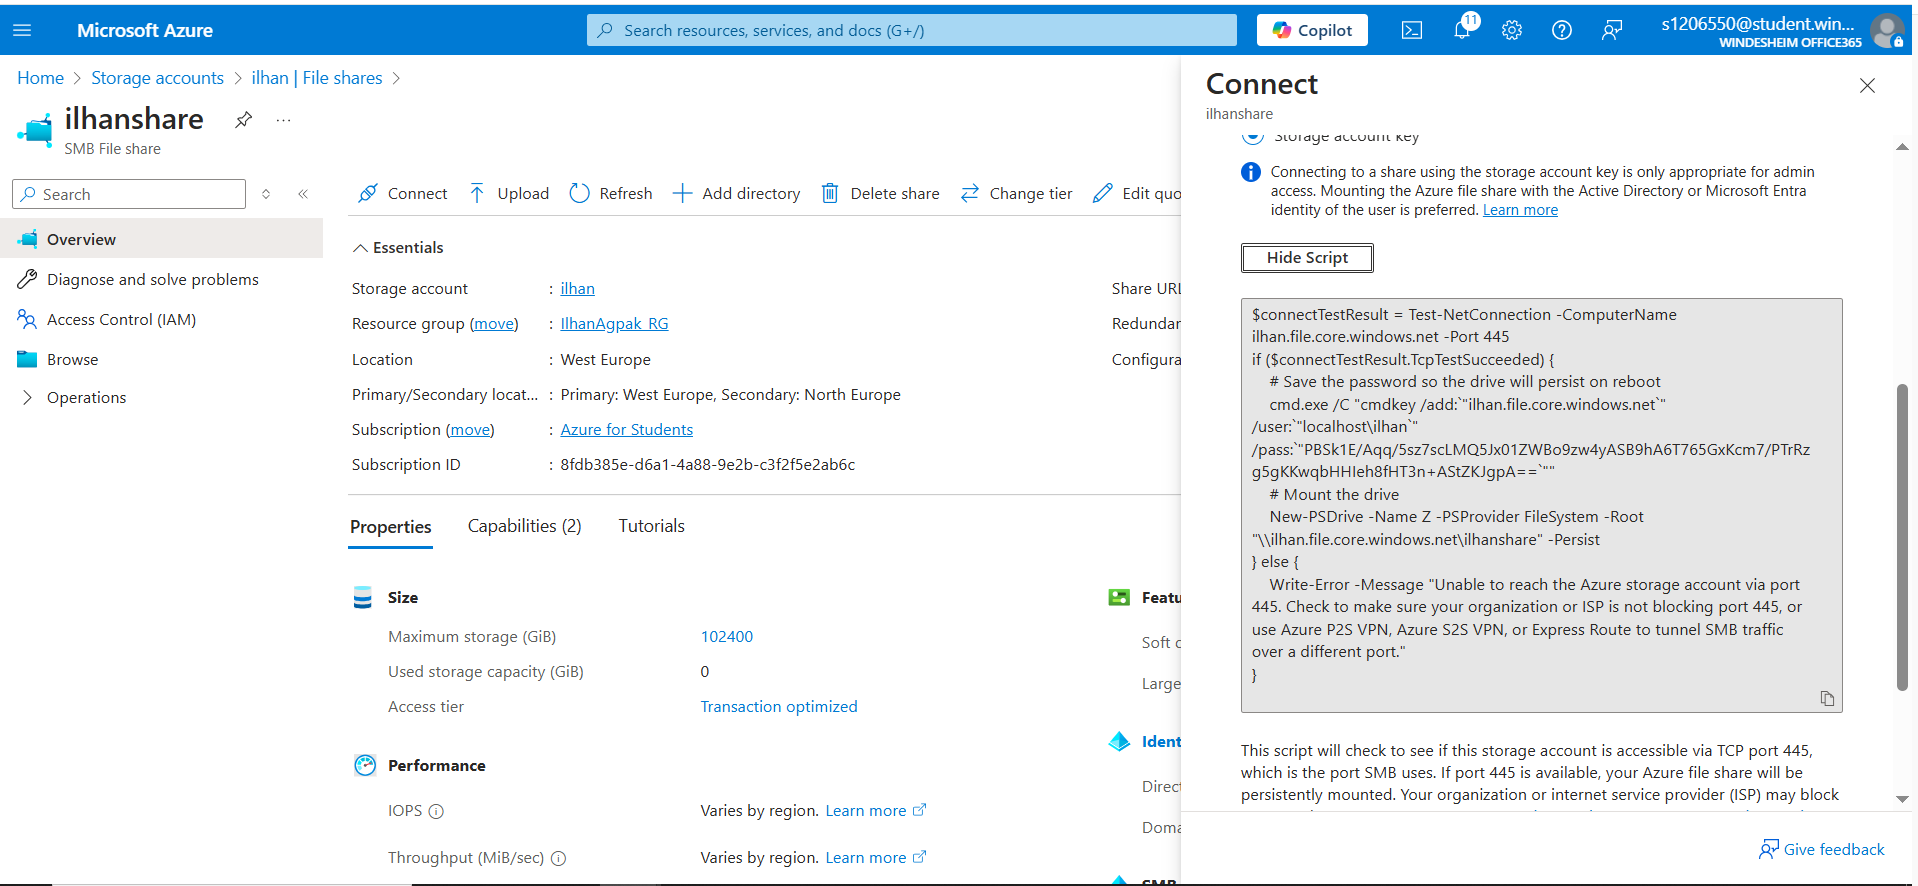 Microsoft Azure
Search resources, services, and docs (G+/)
Copilot
11
s1206550@student.win...
WINDESHEIM OFFICE365
Home > Storage accounts > ilhan | File shares >
ilhanshare
...
SMB File share
Search
Overview
Diagnose and solve problems
Access Control (IAM)
Browse
Operations
Connect
Upload
Refresh
Add directory
Delete share
Change tier
Edit quo
Essentials
Storage account : ilhan
Resource group (move) : IlhanAgpak_RG
Location : West Europe
Primary/Secondary locat... : Primary: West Europe, Secondary: North Europe
Subscription (move) : Azure for Students
Subscription ID : 8fdb385e-d6a1-4a88-9e2b-c3f2f5e2ab6c
Share URL
Redundan
Configura
Properties
Capabilities (2)
Tutorials
Size
Maximum storage (GiB) 102400
Used storage capacity (GiB) 0
Access tier Transaction optimized
Performance
IOPS Varies by region. Learn more
Throughput (MiB/sec) Varies by region. Learn more
Featu
Soft d
Large
Ident
Direct
Doma
SMB
Connect
ilhanshare
Storage account key
Connecting to a share using the storage account key is only appropriate for admin
access. Mounting the Azure file share with the Active Directory or Microsoft Entra
identity of the user is preferred. Learn more
Hide Script
$connectTestResult = Test-NetConnection -ComputerName
ilhan.file.core.windows.net -Port 445
if ($connectTestResult.TcpTestSucceeded) {
# Save the password so the drive will persist on reboot
cmd.exe /C "cmdkey /add:`"ilhan.file.core.windows.net`"
/user:`"localhost\ilhan`"
/pass:`"PBSk1E/Aqq/5sz7scLMQ5Jx01ZWBo9zw4yASB9hA6T765GxKcm7/PTrRz
g5gKKwqbHHIeh8fHT3n+AStZKJgpA==`""
# Mount the drive
New-PSDrive -Name Z -PSProvider FileSystem -Root
"\\ilhan.file.core.windows.net\ilhanshare" -Persist
} else {
Write-Error -Message "Unable to reach the Azure storage account via port
445. Check to make sure your organization or ISP is not blocking port 445, or
use Azure P2S VPN, Azure S2S VPN, or Express Route to tunnel SMB traffic
over a different port."
}
This script will check to see if this storage account is accessible via TCP port 445,
which is the port SMB uses. If port 445 is available, your Azure file share will be
persistently mounted. Your organization or internet service provider (ISP) may block
Give feedback